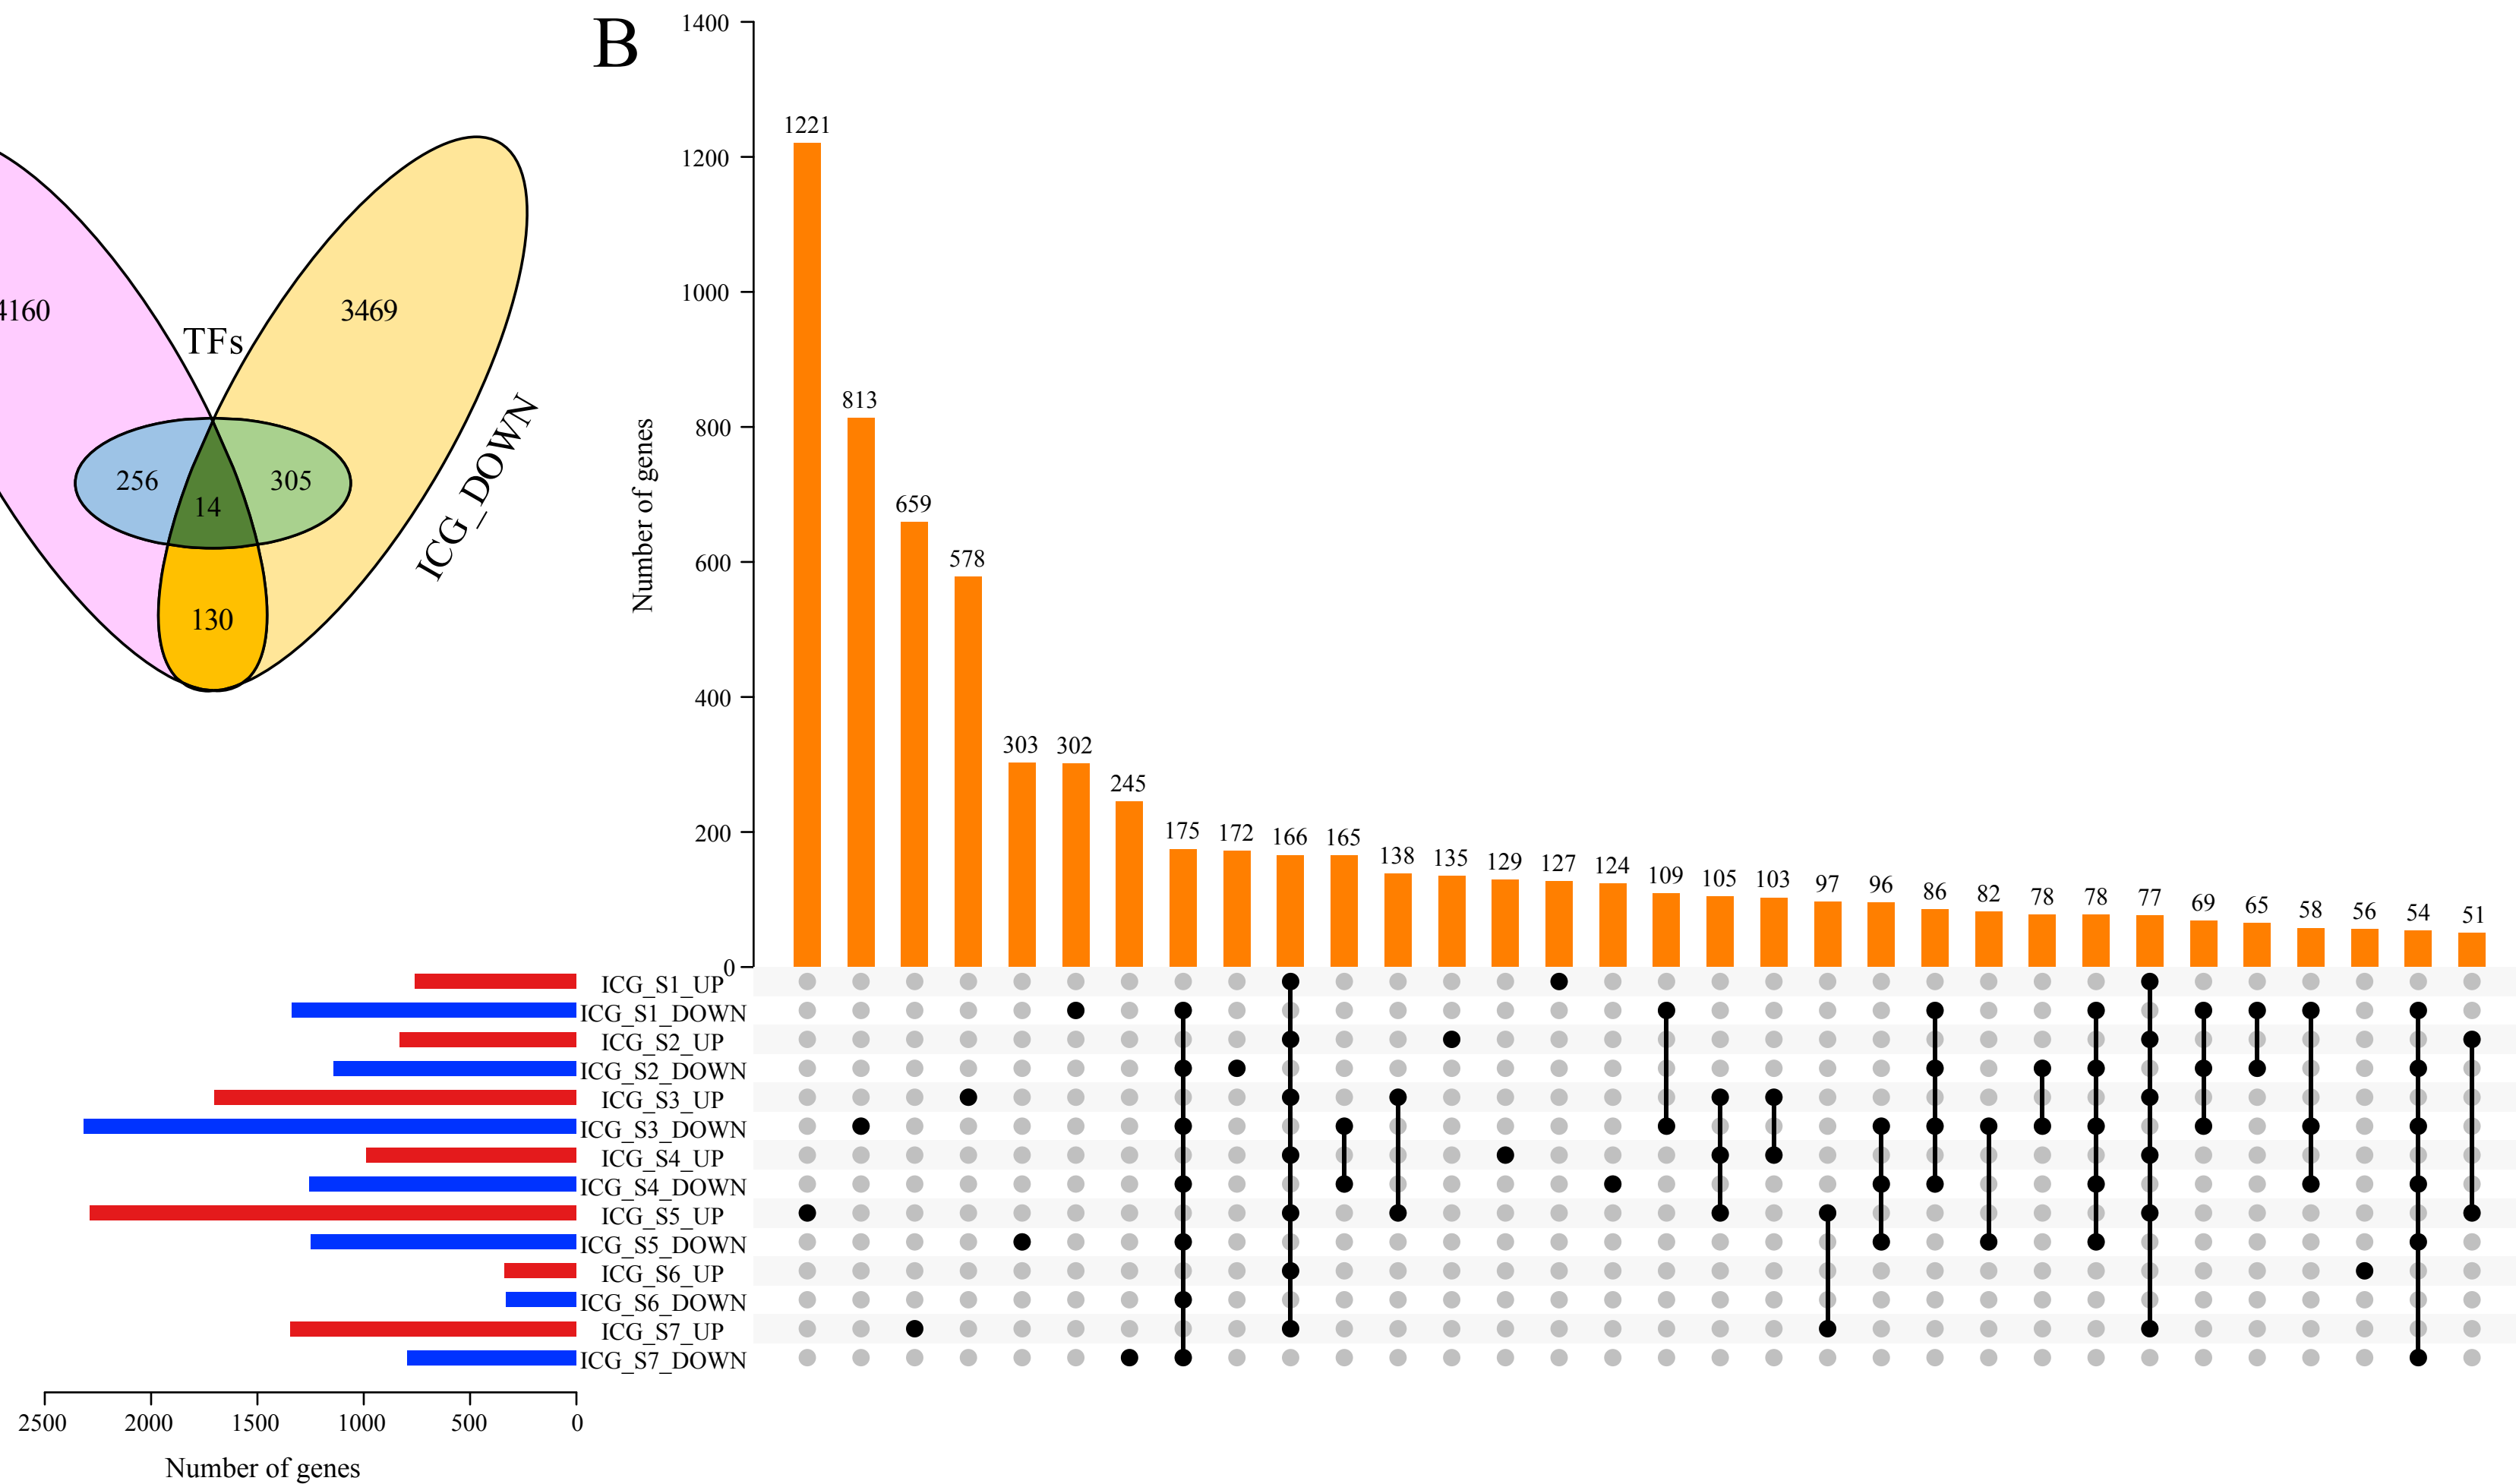 B
4160
3469
TFs
256
14
305
130
ICG_DOWN
Number of genes
1400
1200
1000
800
600
400
200
0
1221
813
659
578
303
302
245
175
172
166
165
138
135
129
127
124
109
105
103
97
96
86
82
78
78
77
69
65
58
56
54
51
ICG_S1_UP
ICG_S1_DOWN
ICG_S2_UP
ICG_S2_DOWN
ICG_S3_UP
ICG_S3_DOWN
ICG_S4_UP
ICG_S4_DOWN
ICG_S5_UP
ICG_S5_DOWN
ICG_S6_UP
ICG_S6_DOWN
ICG_S7_UP
ICG_S7_DOWN
2500 2000 1500 1000 500 0
Number of genes